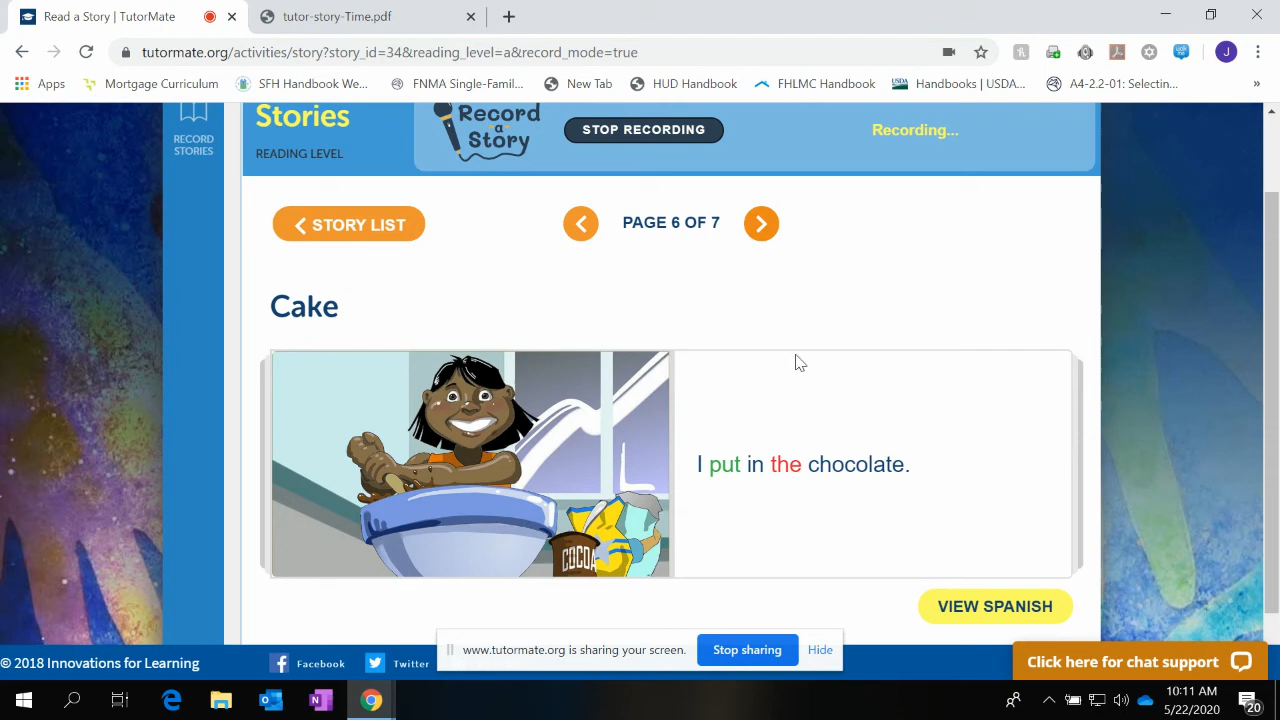 Read a Story | TutorMate
tutor-story-Time.pdf
tutormate.org/activities/story?story_id=34&reading_level=a&record_mode=true
J
Apps
Mortgage Curriculum
SFH Handbook We...
FNMA Single-Famil...
New Tab
HUD Handbook
FHLMC Handbook
USDA Handbooks | USDA...
A4-2.2-01: Selectin...
»
RECORD
STORIES
Stories
READING LEVEL
Record
a
Story
STOP RECORDING
Recording...
STORY LIST
PAGE 6 OF 7
Cake
COCOA
I put in the chocolate.
VIEW SPANISH
www.tutormate.org is sharing your screen.
Stop sharing
Hide
© 2018 Innovations for Learning
Facebook
Twitter
Click here for chat support
10:11 AM
5/22/2020
20